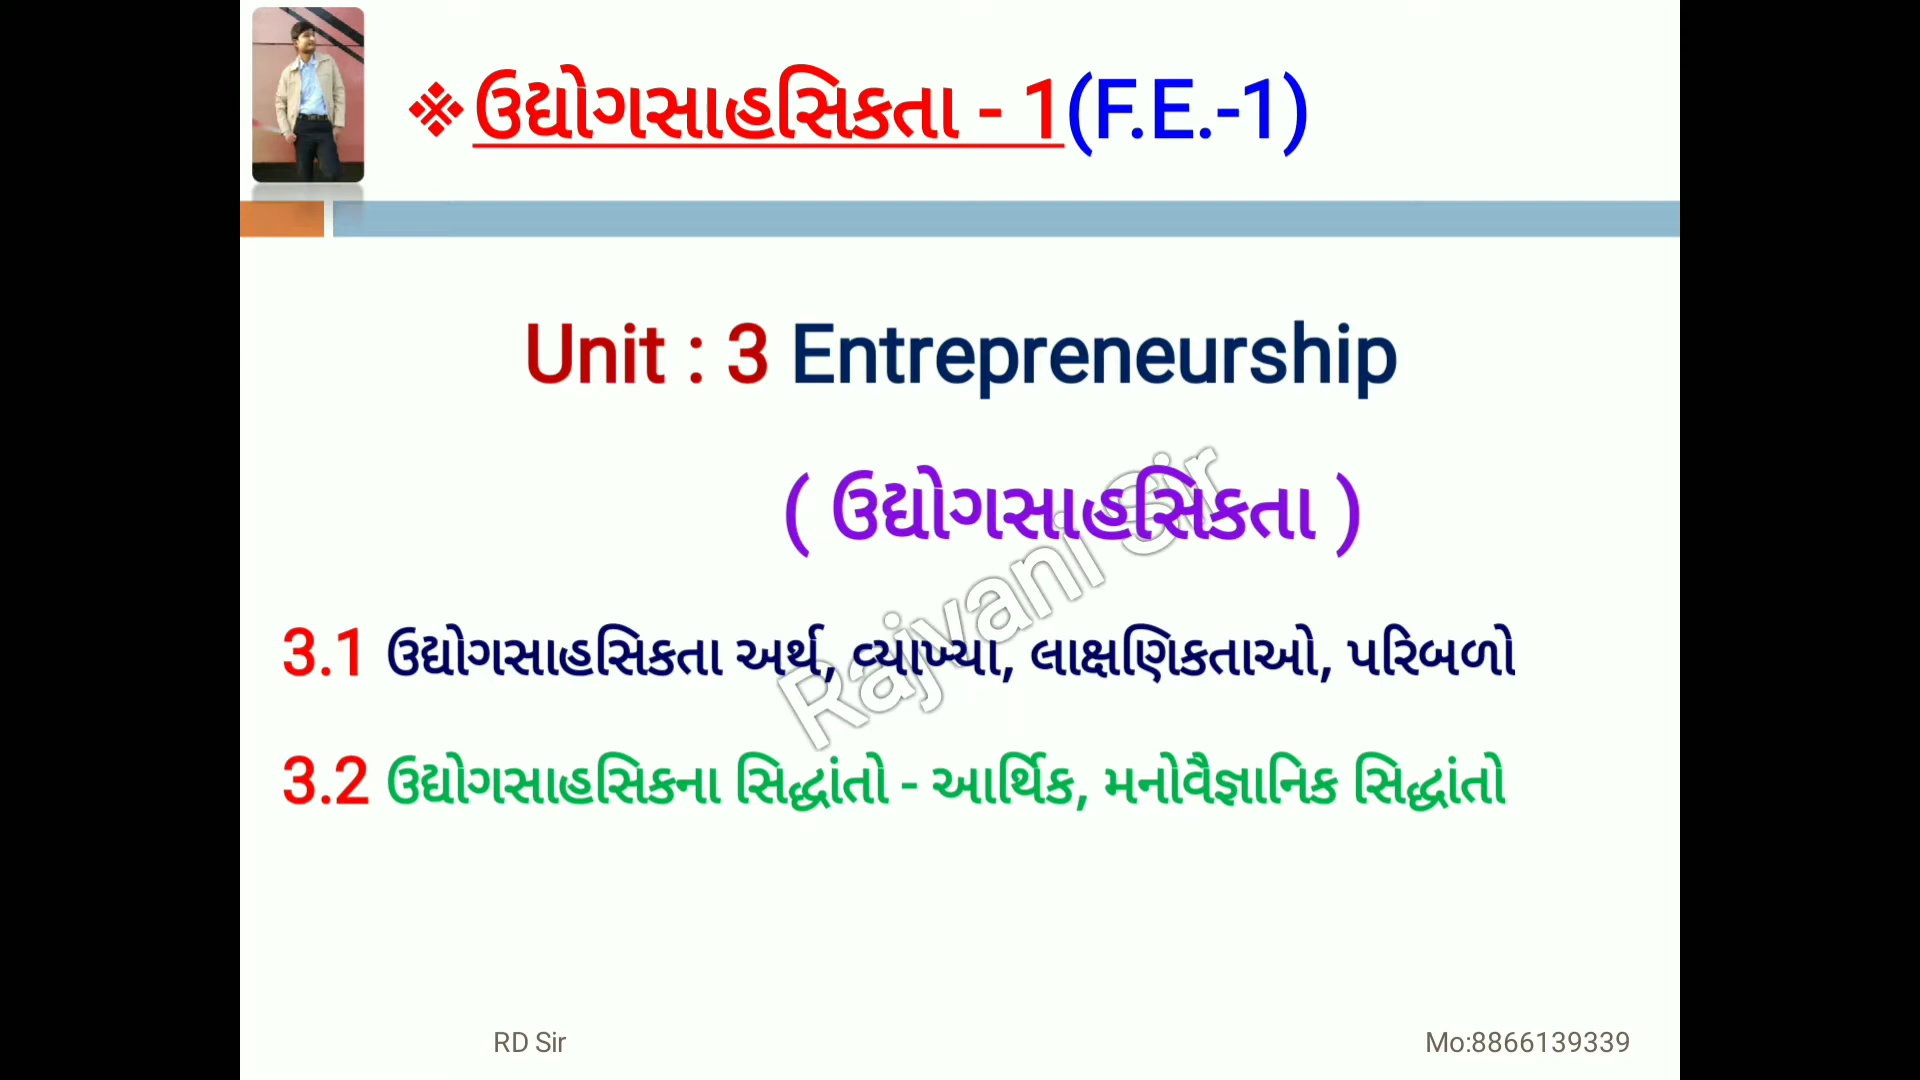 ❖ઉદ્યોગસાહસિકતા - 1(F.E.-1)
Unit : 3 Entrepreneurship
( ઉદ્યોગસાહસિકતા )
3.1 ઉદ્યોગસાહસિકતા અર્થ, વ્યાખ્યા, લાક્ષણિકતાઓ, પરિબળો
3.2 ઉદ્યોગસાહસિકના સિદ્ધાંતો - આર્થિક, મનોવૈજ્ઞાનિક સિદ્ધાંતો
Rajvani Sir
RD Sir Mo:8866139339